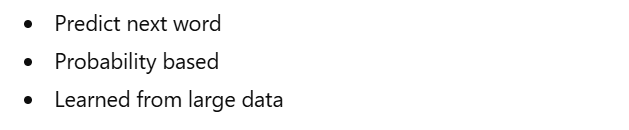 • Predict next word
• Probability based
• Learned from large data